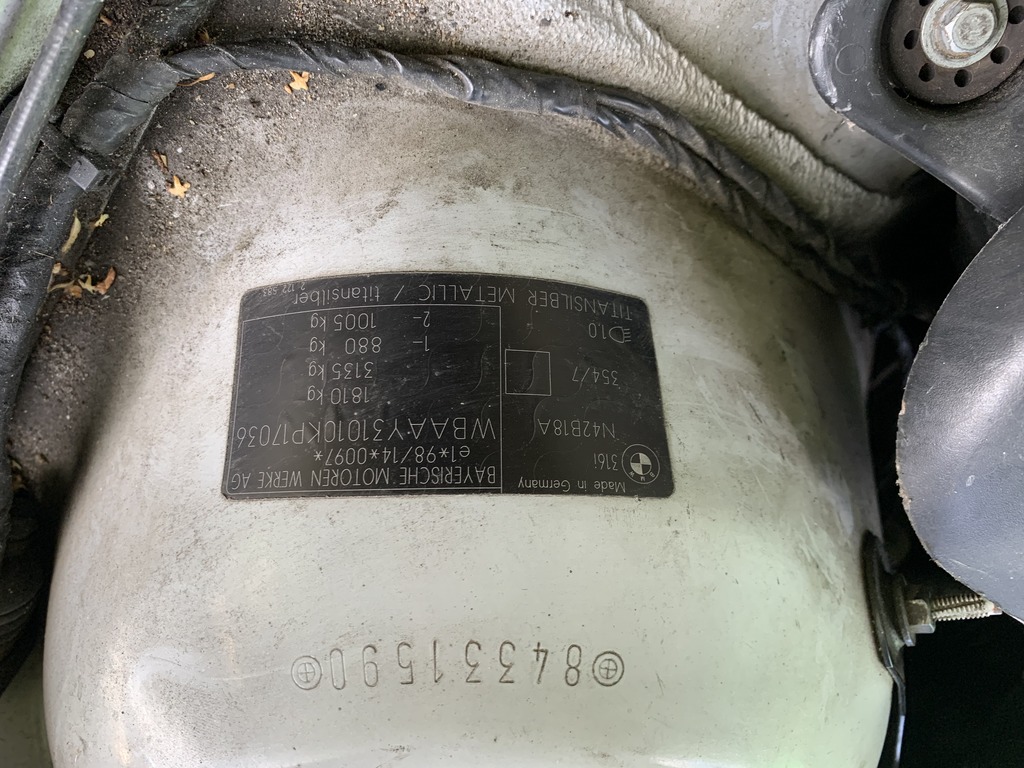 84331590
Made in Germany
316i
N42B18A
354/7
1.0
BAYERISCHE MOTOREN WERKE AG
e1*98/14*0097*
WBAAY31010KP17036
1810 kg
3135 kg
1- 880 kg
2- 1005 kg
TITANSILBER METALLIC / titansilber